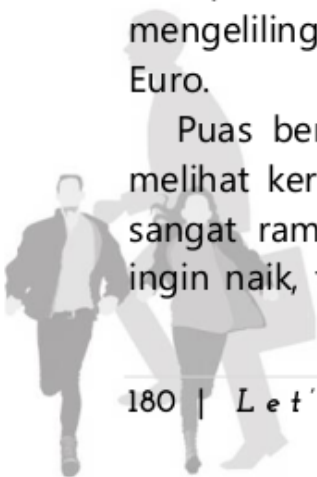 mengeliling
Euro.
Puas ber
melihat ker
sangat ram
ingin naik,
180 | Let'